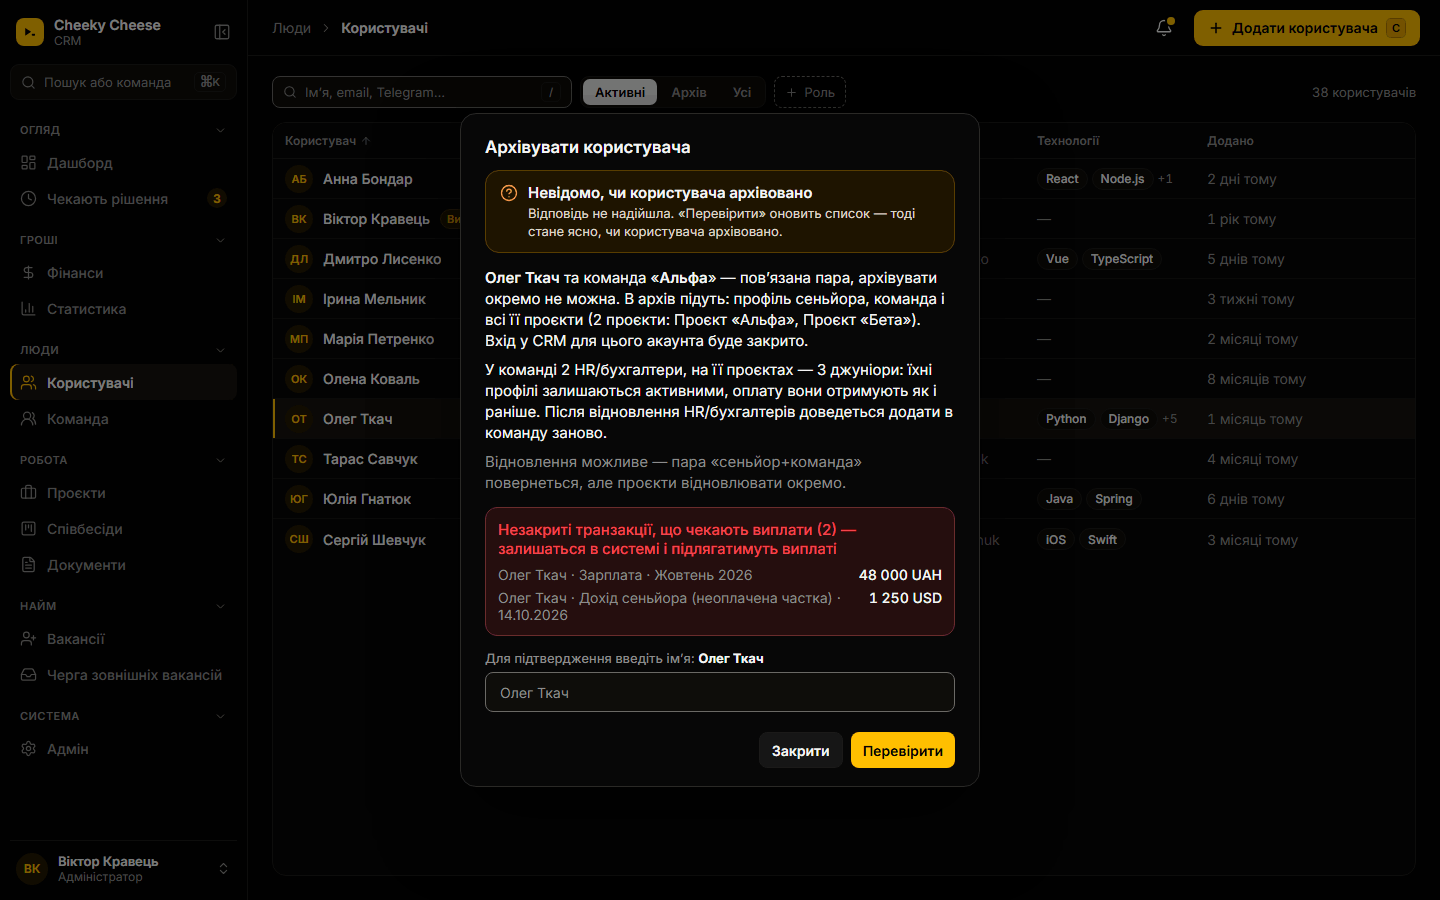 Cheeky Cheese
CRM
Пошук або команда ⌘K
ОГЛЯД
Дашборд
Чекають рішення 3
ГРОШІ
Фінанси
Статистика
ЛЮДИ
Користувачі
Команда
РОБОТА
Проєкти
Співбесіди
Документи
НАЙМ
Вакансії
Черга зовнішніх вакансій
СИСТЕМА
Адмін
ВК Віктор Кравець
Адміністратор
Люди > Користувачі
+ Додати користувача C
Ім'я, email, Telegram... /
Активні Архів Усі
+ Роль
38 користувачів
Користувач ↑ Технології Додано
АБ Анна Бондар React Node.js +1 2 дні тому
ВК Віктор Кравець — 1 рік тому
ДЛ Дмитро Лисенко Vue TypeScript 5 днів тому
ІМ Ірина Мельник — 3 тижні тому
МП Марія Петренко — 2 місяці тому
ОК Олена Коваль — 8 місяців тому
ОТ Олег Ткач Python Django +5 1 місяць тому
ТС Тарас Савчук — 4 місяці тому
ЮГ Юлія Гнатюк Java Spring 6 днів тому
СШ Сергій Шевчук iOS Swift 3 місяці тому
Архівувати користувача
Невідомо, чи користувача архівовано
Відповідь не надійшла. «Перевірити» оновить список — тоді
стане ясно, чи користувача архівовано.
Олег Ткач та команда «Альфа» — пов'язана пара, архівувати
окремо не можна. В архів підуть: профіль сеньйора, команда і
всі її проєкти (2 проєкти: Проєкт «Альфа», Проєкт «Бета»).
Вхід у CRM для цього акаунта буде закрито.
У команді 2 HR/бухгалтери, на її проєктах — 3 джуніори: їхні
профілі залишаються активними, оплату вони отримують як і
раніше. Після відновлення HR/бухгалтерів доведеться додати в
команду заново.
Відновлення можливе — пара «сеньйор+команда»
повернеться, але проєкти відновлювати окремо.
Незакриті транзакції, що чекають виплати (2) —
залишаться в системі і підлягатимуть виплаті
Олег Ткач · Зарплата · Жовтень 2026 48 000 UAH
Олег Ткач · Дохід сеньйора (неоплачена частка) · 1 250 USD
14.10.2026
Для підтвердження введіть ім'я: Олег Ткач
Олег Ткач
Закрити Перевірити